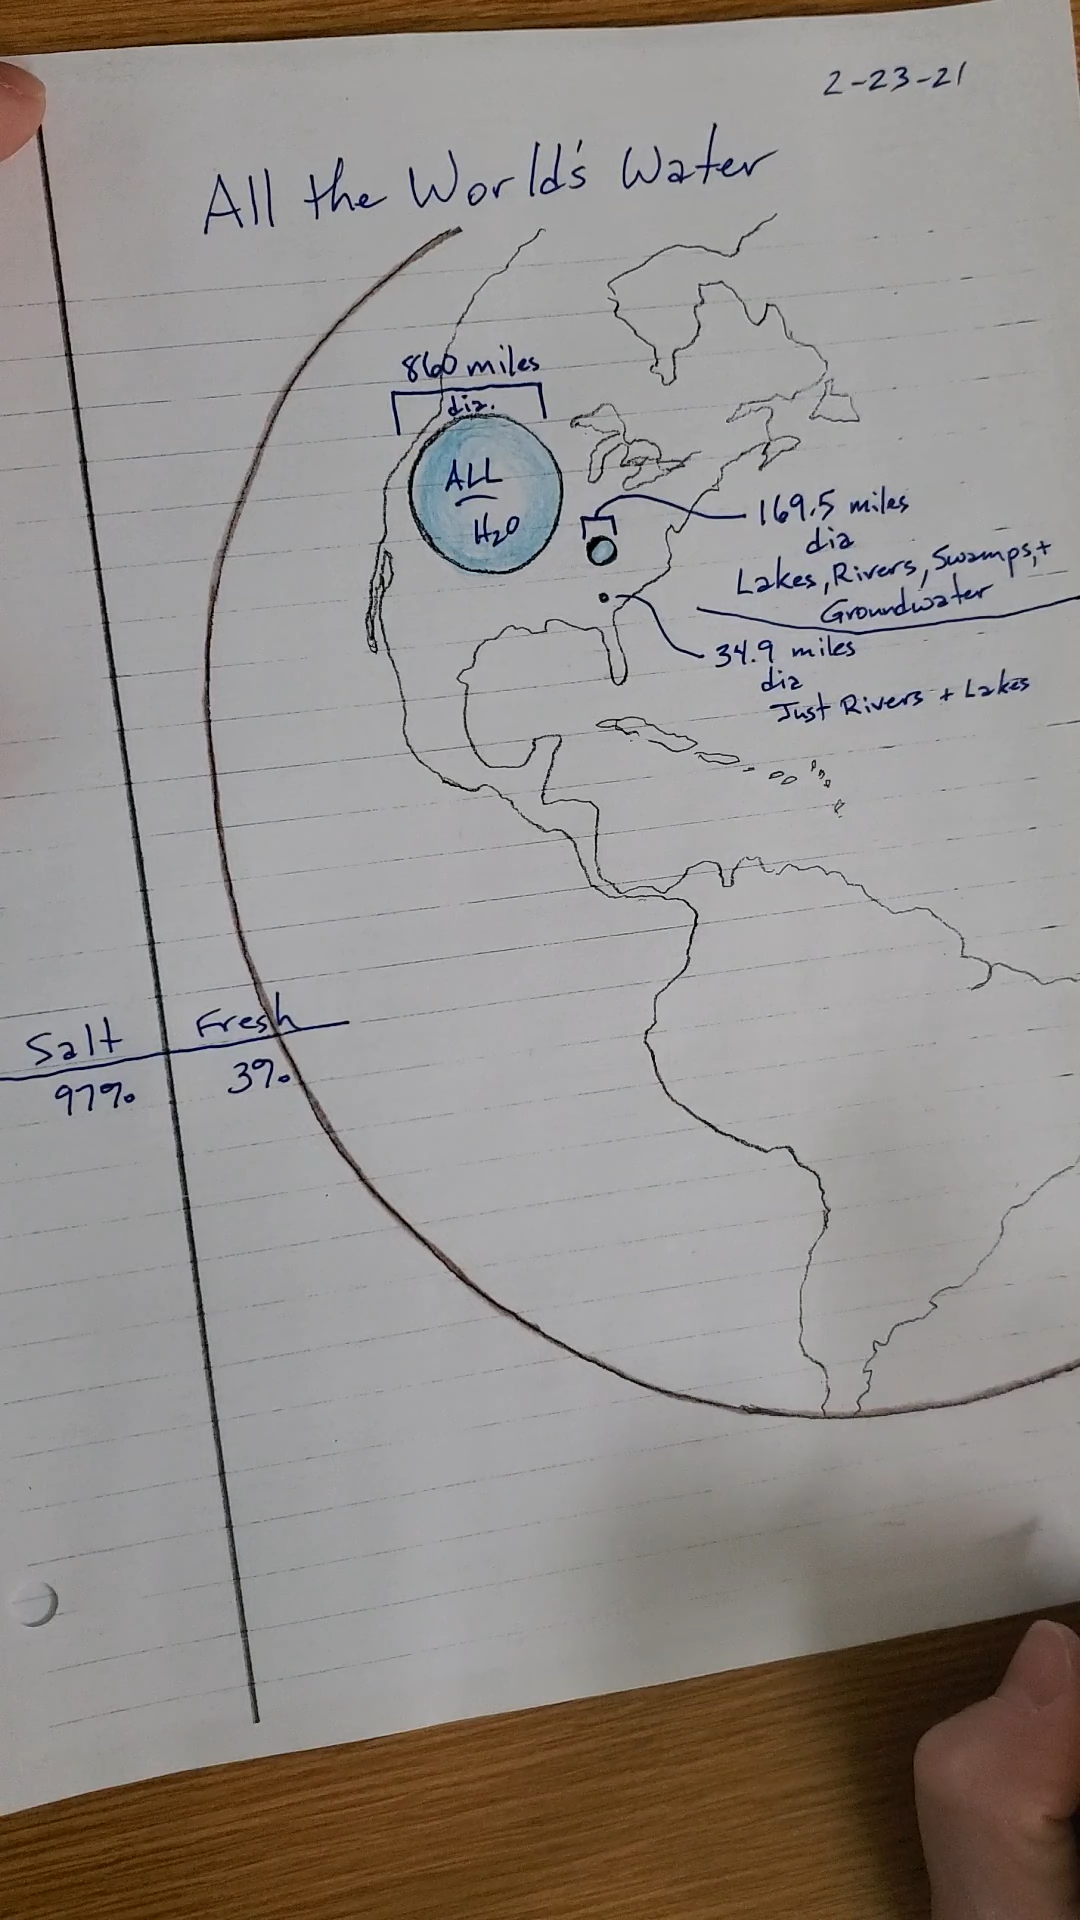 2-23-21
All the World's Water
860 miles
dia.
ALL
H2O
169.5 miles
dia
Lakes, Rivers, Swamps, +
Groundwater
34.9 miles
dia
Just Rivers + Lakes
Salt Fresh
97% 3%